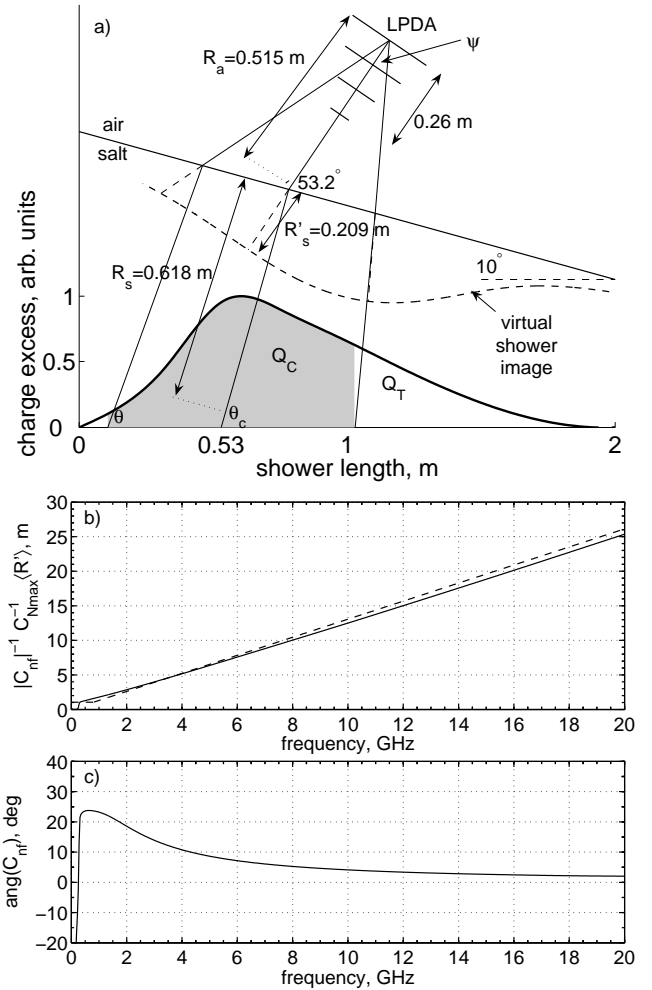 a)
LPDA
ψ
R_a=0.515 m
0.26 m
air
salt
53.2°
R'_s=0.209 m
R_s=0.618 m
10°
virtual
shower
image
Q_C
Q_T
θ
θ_c
charge excess, arb. units
1
0.5
0
0 0.53 1 2
shower length, m
b)
|C_nf|^-1 C_Nmax^-1 ⟨R'⟩, m
30
25
20
15
10
5
0
0 2 4 6 8 10 12 14 16 18 20
frequency, GHz
c)
ang(C_nf), deg
40
30
20
10
0
−10
−20
0 2 4 6 8 10 12 14 16 18 20
frequency, GHz